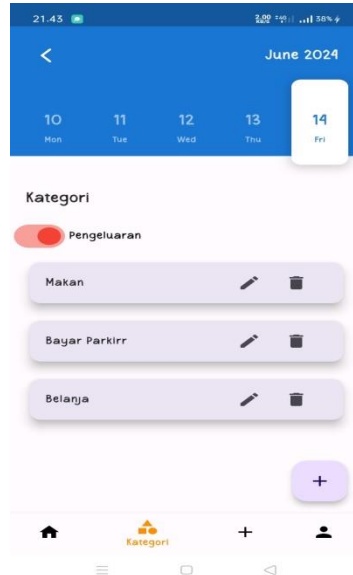 21.43
38%
June 2024
10 11 12 13 14
Mon Tue Wed Thu Fri
Kategori
Pengeluaran
Makan
Bayar Parkirr
Belanja
Kategori